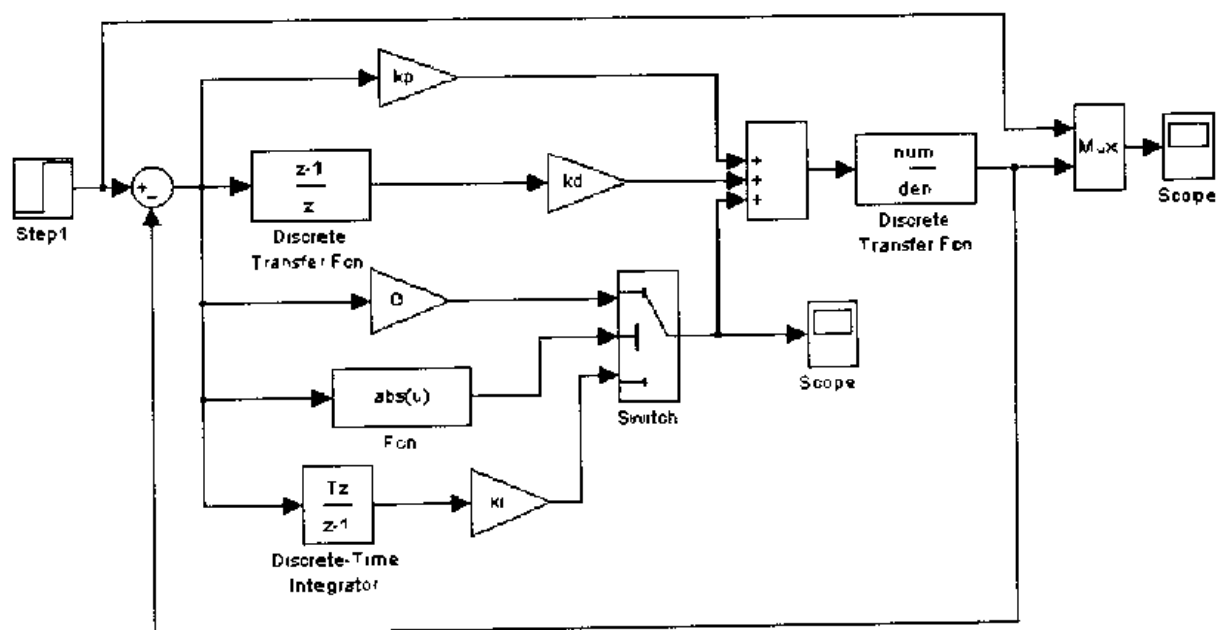 kp
+
−
Step1
z-1
z
Discrete
Transfer Fcn
kd
+
+
+
num
den
Discrete
Transfer Fcn
Mux
Scope
0
abs(u)
Fcn
Switch
Scope
Tz
z-1
Discrete-Time
Integrator
ki